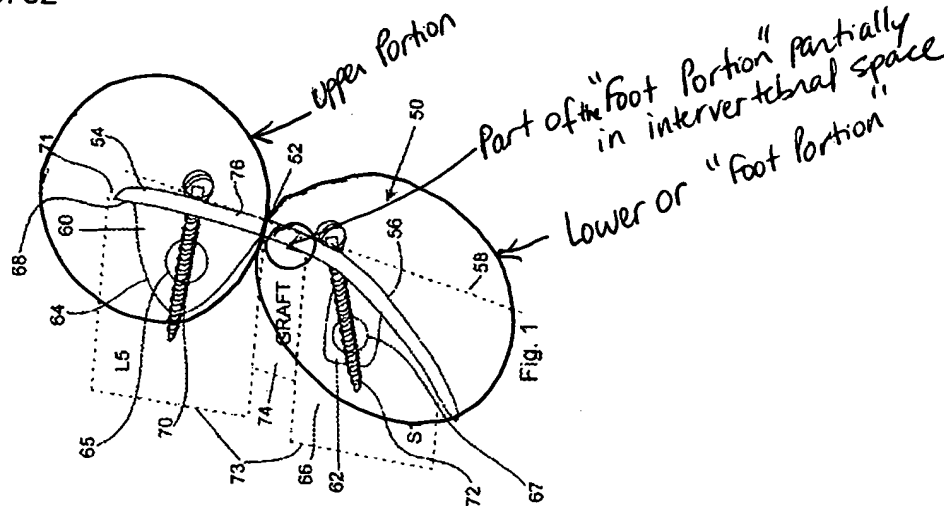 Upper Portion
Part of the "Foot Portion" partially
in intervertebral space
Lower or "Foot Portion"
71
54
68
60
64
76
52
50
L5
65
70
GRAFT
56
58
74
73
66
62
S
72
67
Fig. 1